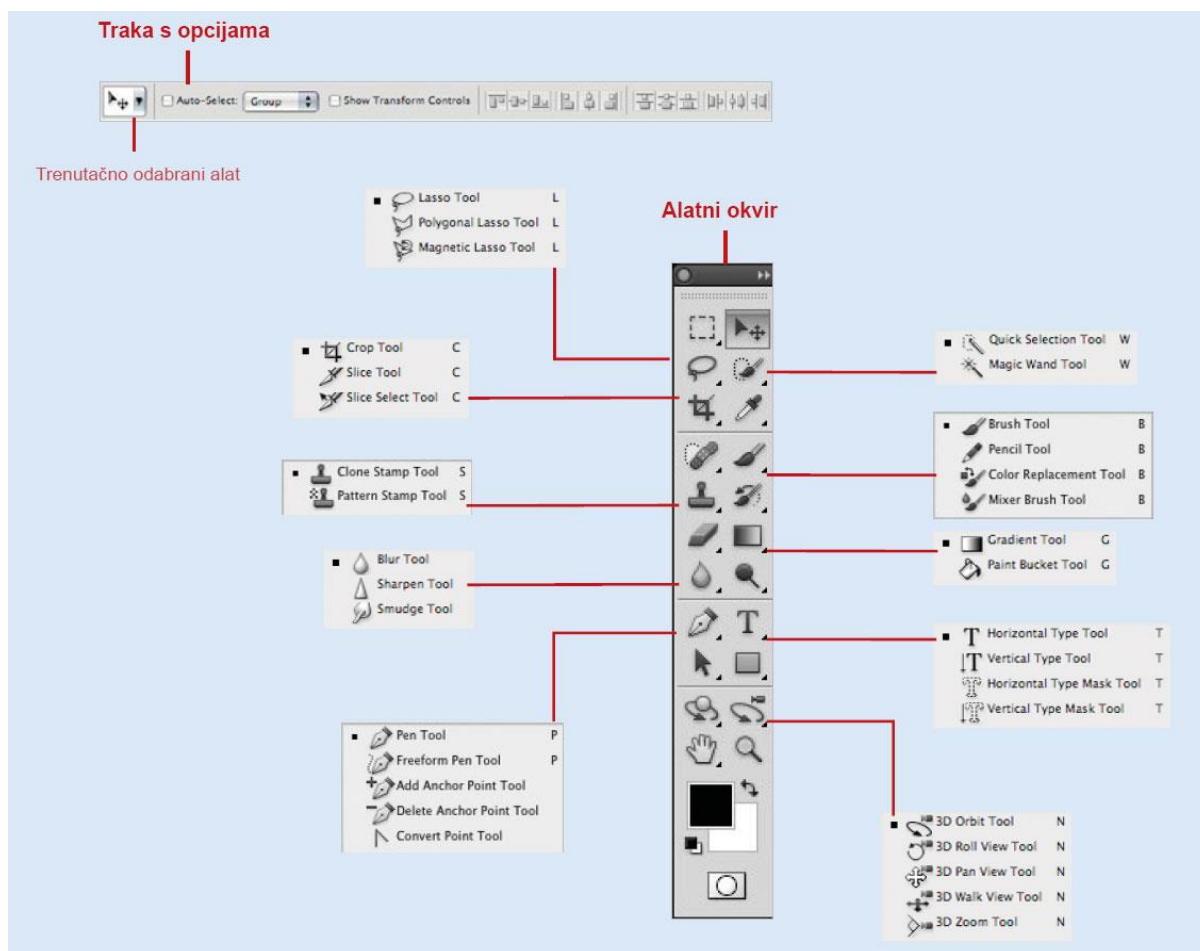 Traka s opcijama
Auto-Select: Group Show Transform Controls
Trenutačno odabrani alat
Lasso Tool L
Polygonal Lasso Tool L
Magnetic Lasso Tool L
Alatni okvir
Crop Tool C
Slice Tool C
Slice Select Tool C
Quick Selection Tool W
Magic Wand Tool W
Brush Tool B
Pencil Tool B
Color Replacement Tool B
Mixer Brush Tool B
Clone Stamp Tool S
Pattern Stamp Tool S
Gradient Tool G
Paint Bucket Tool G
Blur Tool
Sharpen Tool
Smudge Tool
Horizontal Type Tool T
Vertical Type Tool T
Horizontal Type Mask Tool T
Vertical Type Mask Tool T
Pen Tool P
Freeform Pen Tool P
Add Anchor Point Tool
Delete Anchor Point Tool
Convert Point Tool
3D Orbit Tool N
3D Roll View Tool N
3D Pan View Tool N
3D Walk View Tool N
3D Zoom Tool N